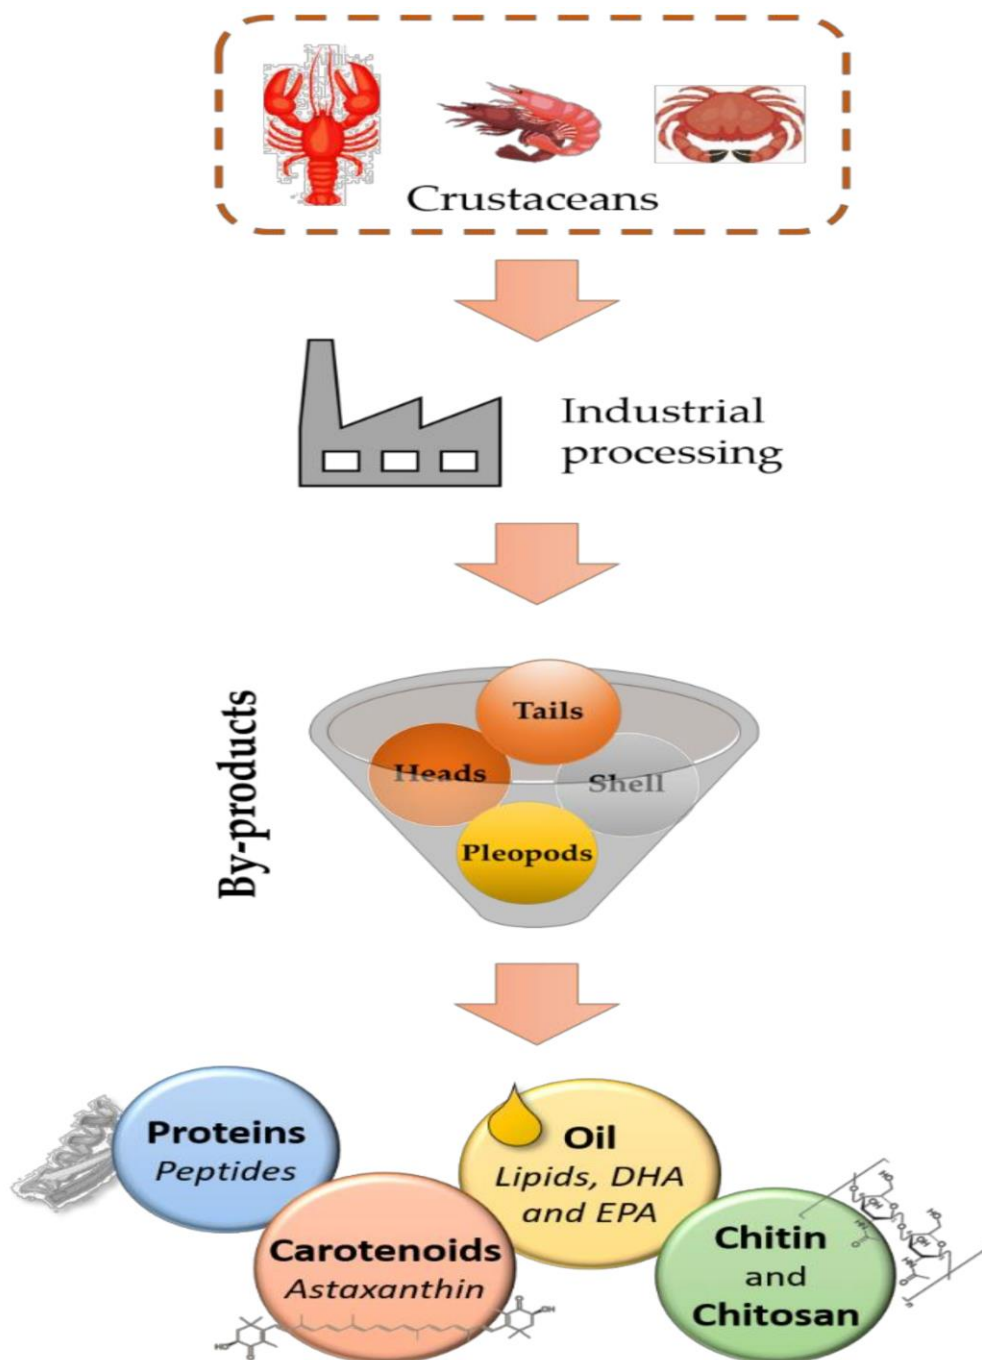 Crustaceans
Industrial
processing
By-products
Tails
Heads
Shell
Pleopods
Proteins
Peptides
Oil
Lipids, DHA
and EPA
Carotenoids
Astaxanthin
Chitin
and
Chitosan